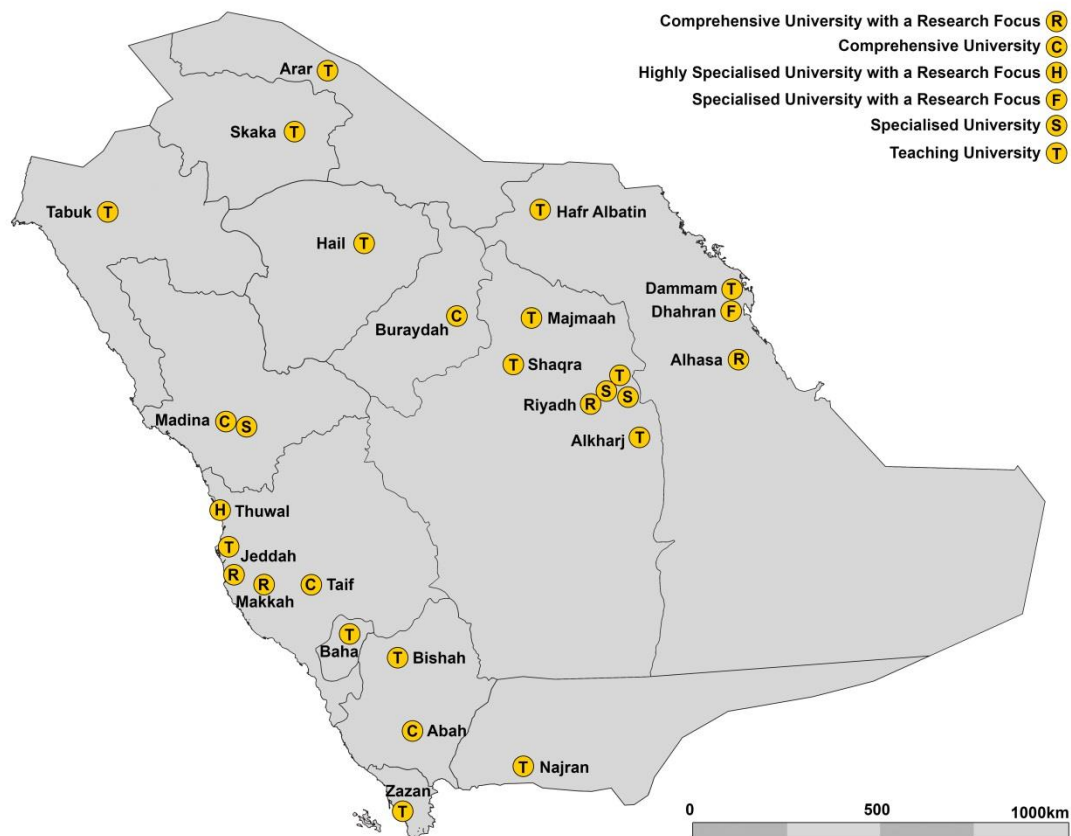 Comprehensive University with a Research Focus R
Comprehensive University C
Highly Specialised University with a Research Focus H
Specialised University with a Research Focus F
Specialised University S
Teaching University T
Arar T
Skaka T
Tabuk T
T Hafr Albatin
Hail T
Dammam T
Dhahran F
Buraydah C
T Majmaah
Alhasa R
T Shaqra
T
S
S
Riyadh R
Madina C S
Alkharj T
H Thuwal
T
Jeddah
R
R
Makkah
C Taif
T
Baha
T Bishah
C Abah
T Najran
Zazan
T
0 500 1000km